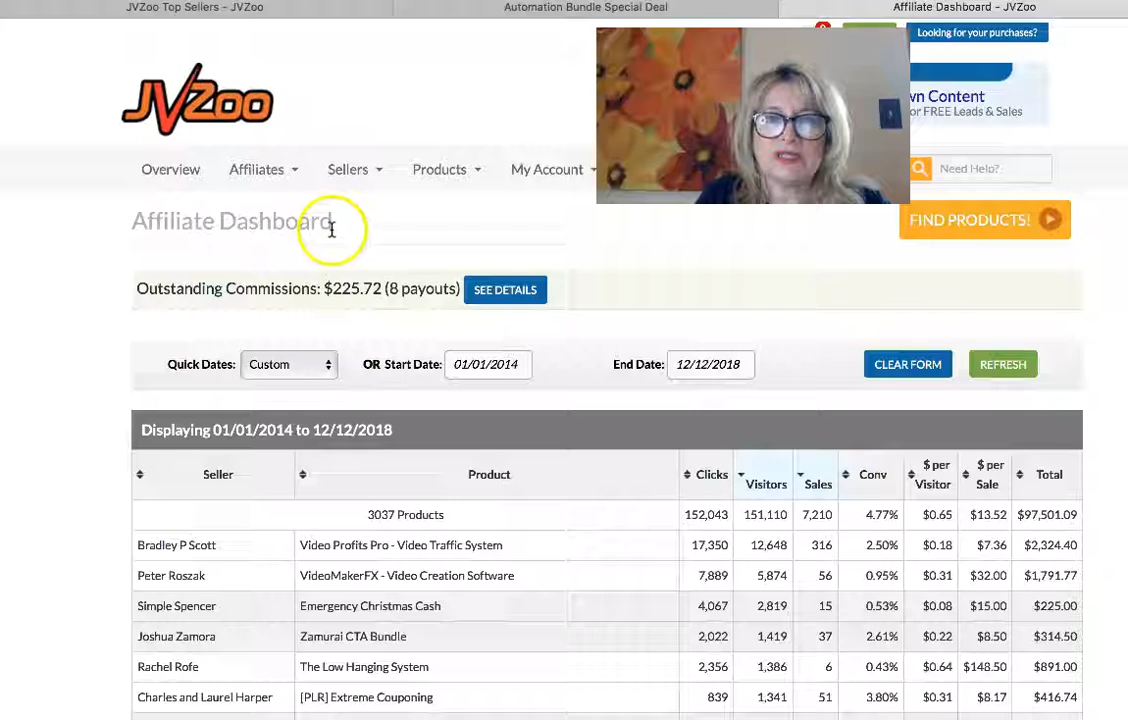 JVZoo Top Sellers – JVZoo
Automation Bundle Special Deal
Affiliate Dashboard – JVZoo
Looking for your purchases?
wn Content
or FREE Leads & Sales
JVZoo
Overview
Affiliates
Sellers
Products
My Account
Need Help?
Affiliate Dashboard
FIND PRODUCTS!
Outstanding Commissions: $225.72 (8 payouts) SEE DETAILS
Quick Dates: Custom OR Start Date: 01/01/2014 End Date: 12/12/2018 CLEAR FORM REFRESH
Displaying 01/01/2014 to 12/12/2018
Seller Product Clicks Visitors Sales Conv $ per Visitor $ per Sale Total
3037 Products 152,043 151,110 7,210 4.77% $0.65 $13.52 $97,501.09
Bradley P Scott Video Profits Pro - Video Traffic System 17,350 12,648 316 2.50% $0.18 $7.36 $2,324.40
Peter Roszak VideoMakerFX - Video Creation Software 7,889 5,874 56 0.95% $0.31 $32.00 $1,791.77
Simple Spencer Emergency Christmas Cash 4,067 2,819 15 0.53% $0.08 $15.00 $225.00
Joshua Zamora Zamurai CTA Bundle 2,022 1,419 37 2.61% $0.22 $8.50 $314.50
Rachel Rofe The Low Hanging System 2,356 1,386 6 0.43% $0.64 $148.50 $891.00
Charles and Laurel Harper [PLR] Extreme Couponing 839 1,341 51 3.80% $0.31 $8.17 $416.74